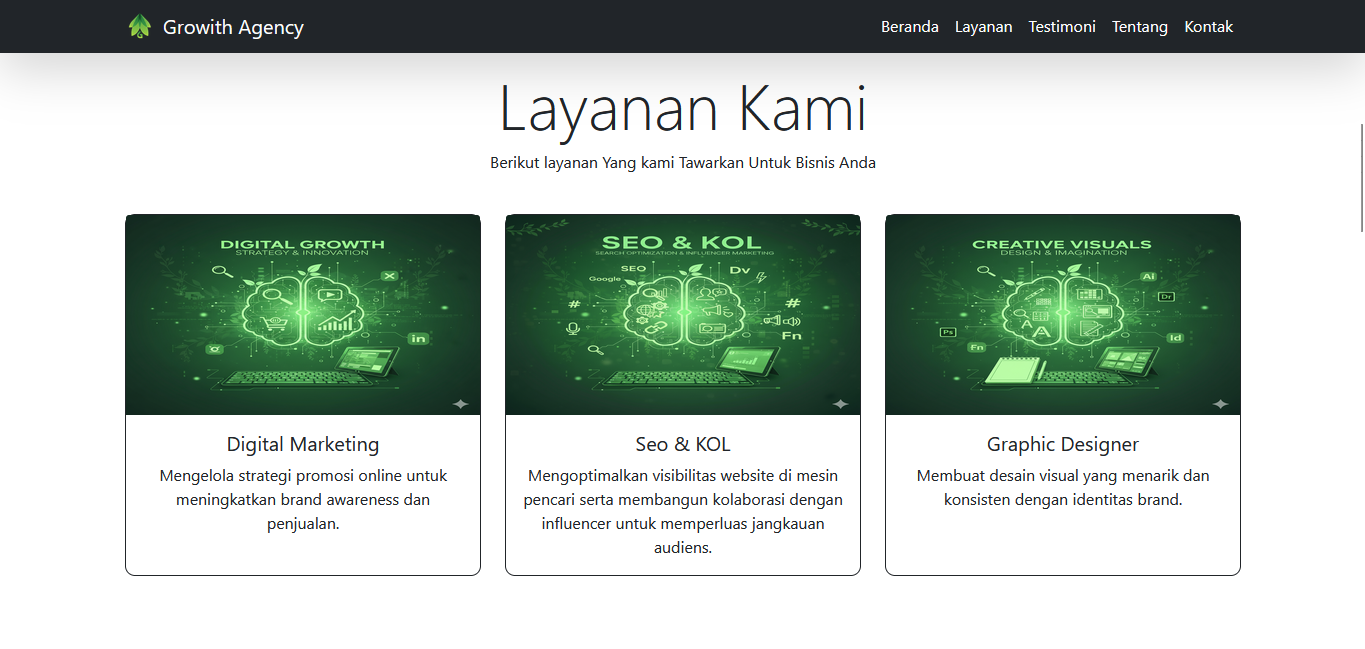 Growith Agency
Beranda Layanan Testimoni Tentang Kontak
Layanan Kami
Berikut layanan Yang kami Tawarkan Untuk Bisnis Anda
DIGITAL GROWTH
STRATEGY & INNOVATION
X
in
Digital Marketing
Mengelola strategi promosi online untuk
meningkatkan brand awareness dan
penjualan.
SEO & KOL
SEARCH OPTIMIZATION & INFLUENCER MARKETING
SEO
Dv
Google
#
#
Fn
Seo & KOL
Mengoptimalkan visibilitas website di mesin
pencari serta membangun kolaborasi dengan
influencer untuk memperluas jangkauan
audiens.
CREATIVE VISUALS
DESIGN & IMAGINATION
AI
Dr
A
A
Ps
Fn
Id
Graphic Designer
Membuat desain visual yang menarik dan
konsisten dengan identitas brand.